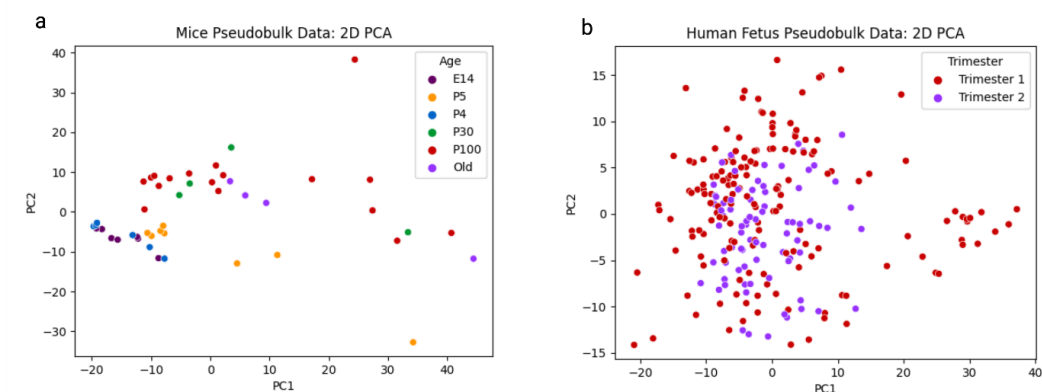 a
Mice Pseudobulk Data: 2D PCA
40
30
20
10
0
−10
−20
−30
PC2
−20
−10
0
10
20
30
40
PC1
Age
E14
P5
P4
P30
P100
Old
b
Human Fetus Pseudobulk Data: 2D PCA
15
10
5
0
−5
−10
−15
PC2
−20
−10
0
10
20
30
40
PC1
Trimester
Trimester 1
Trimester 2